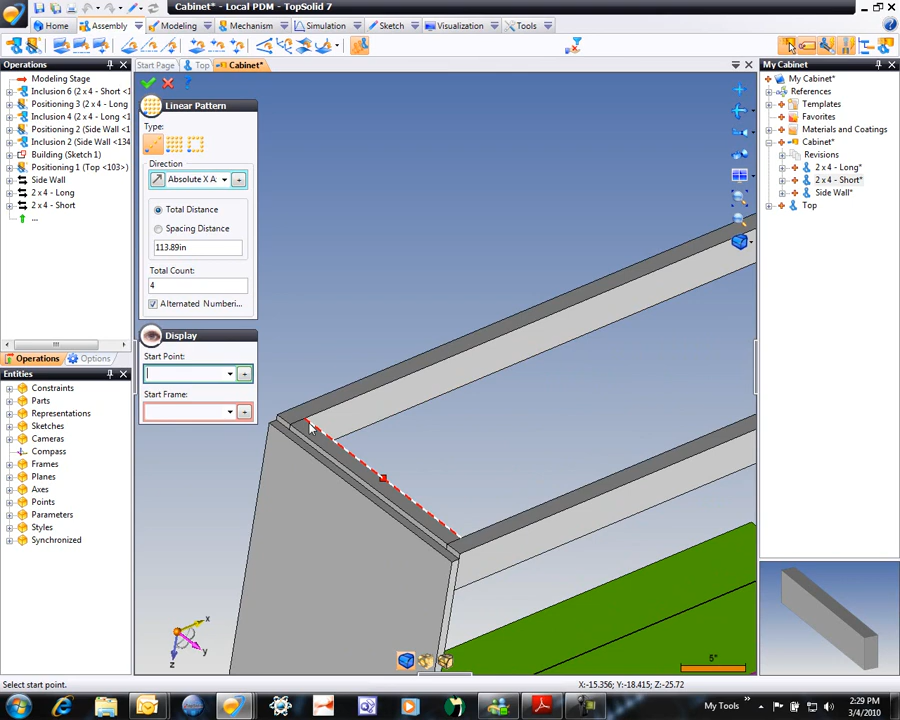 Cabinet* - Local PDM - TopSolid 7
Home Assembly Modeling Mechanism Simulation Sketch Visualization Tools
Operations
Modeling Stage
Inclusion 6 (2 x 4 - Short <1
Positioning 3 (2 x 4 - Long
Inclusion 4 (2 x 4 - Long <1
Positioning 2 (Side Wall <1
Inclusion 2 (Side Wall <134
Building (Sketch 1)
Positioning 1 (Top <103>)
Side Wall
2 x 4 - Long
2 x 4 - Short
...
Operations Options
Entities
Constraints
Parts
Representations
Sketches
Cameras
Compass
Frames
Planes
Axes
Points
Parameters
Styles
Synchronized
Start Page Top Cabinet*
Linear Pattern
Type:
Direction
Absolute X A:
Total Distance
Spacing Distance
113.89in
Total Count:
4
Alternated Numberi...
Display
Start Point:
Start Frame:
x
y
z
5"
My Cabinet
My Cabinet*
References
Templates
Favorites
Materials and Coatings
Cabinet*
Revisions
2 x 4 - Long*
2 x 4 - Short*
Side Wall*
Top
Select start point.
X:-15.356, Y:-18.415, Z:-25.72
My Tools
2:29 PM
3/4/2010